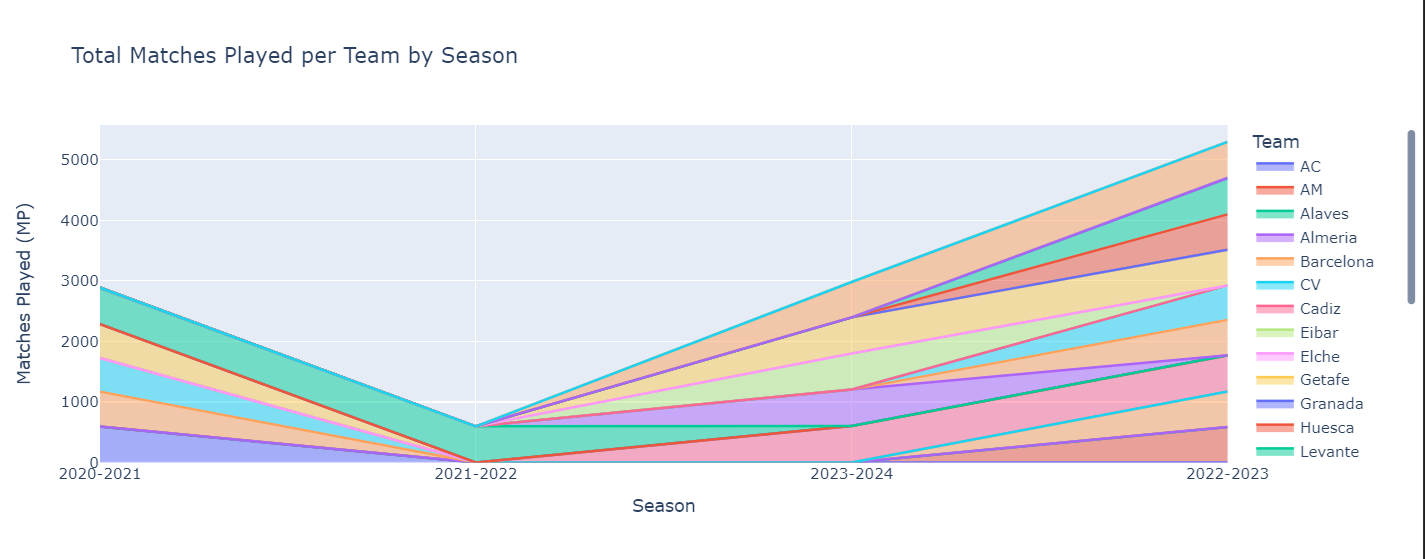 Total Matches Played per Team by Season
Matches Played (MP)
5000
4000
3000
2000
1000
0
2020-2021
2021-2022
2023-2024
2022-2023
Season
Team
AC
AM
Alaves
Almeria
Barcelona
CV
Cadiz
Eibar
Elche
Getafe
Granada
Huesca
Levante